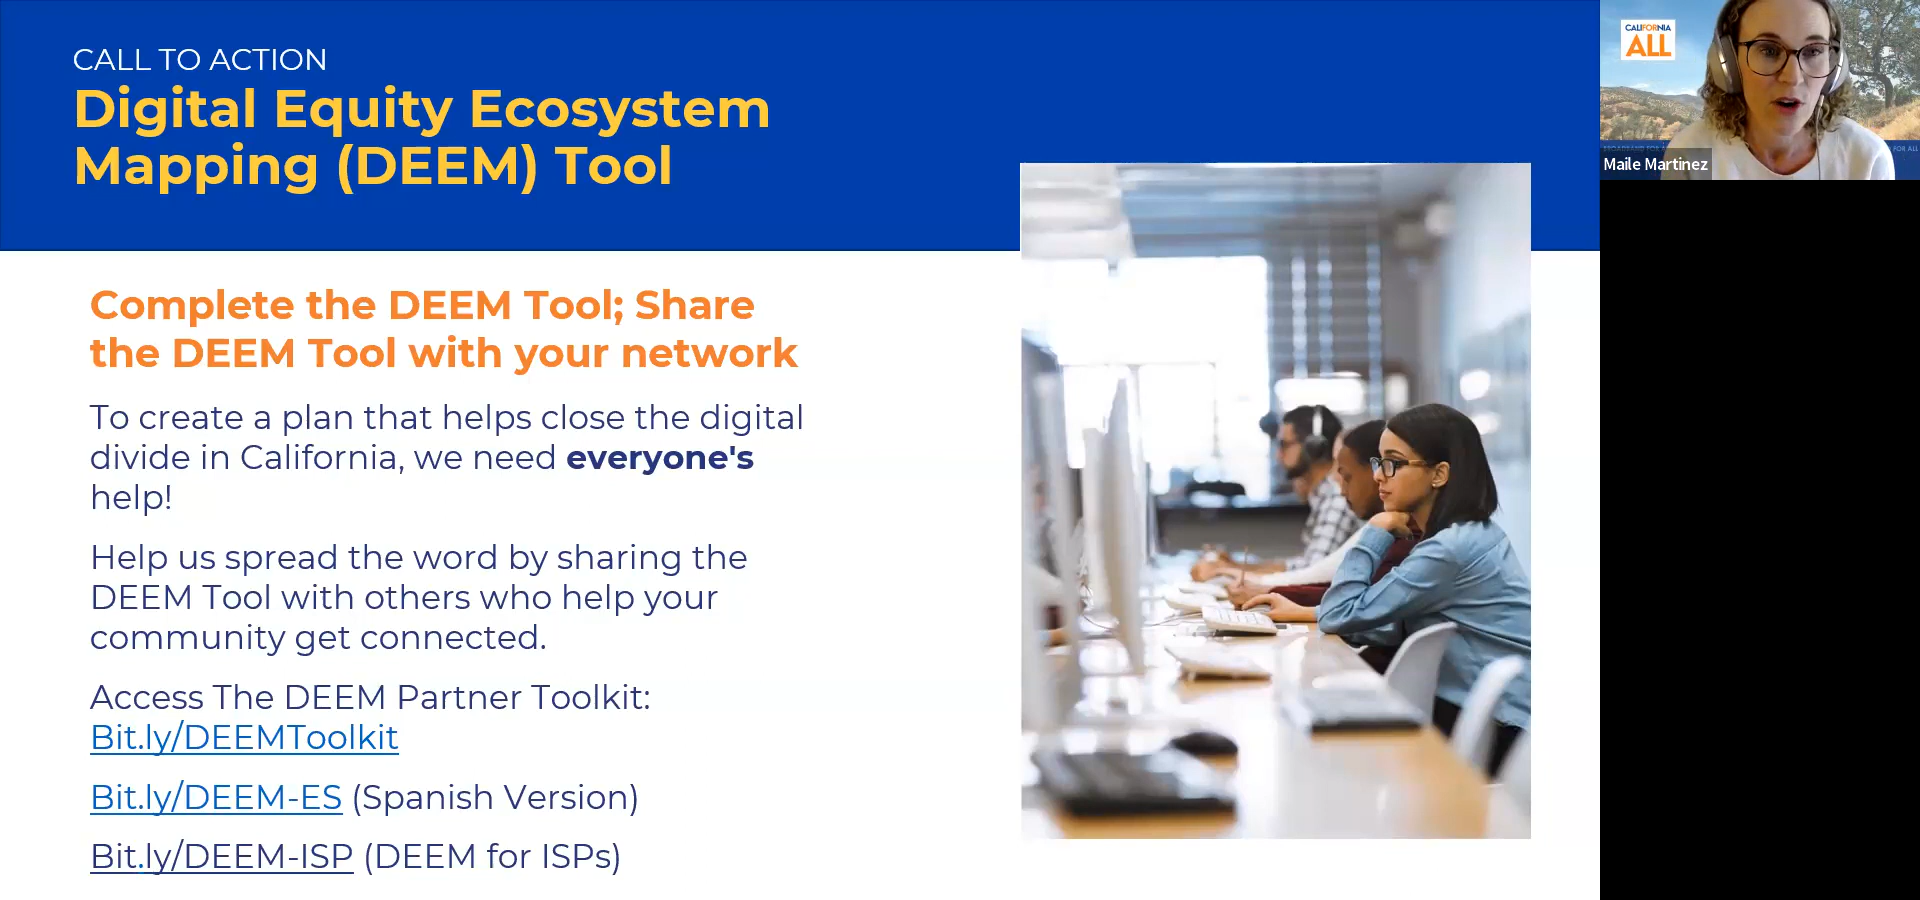 CALL TO ACTION
Digital Equity Ecosystem
Mapping (DEEM) Tool
Complete the DEEM Tool; Share
the DEEM Tool with your network
To create a plan that helps close the digital
divide in California, we need everyone's
help!
Help us spread the word by sharing the
DEEM Tool with others who help your
community get connected.
Access The DEEM Partner Toolkit:
Bit.ly/DEEMToolkit
Bit.ly/DEEM-ES (Spanish Version)
Bit.ly/DEEM-ISP (DEEM for ISPs)
CALIFORNIA
ALL
BROADBAND FOR
FOR ALL
Maile Martinez